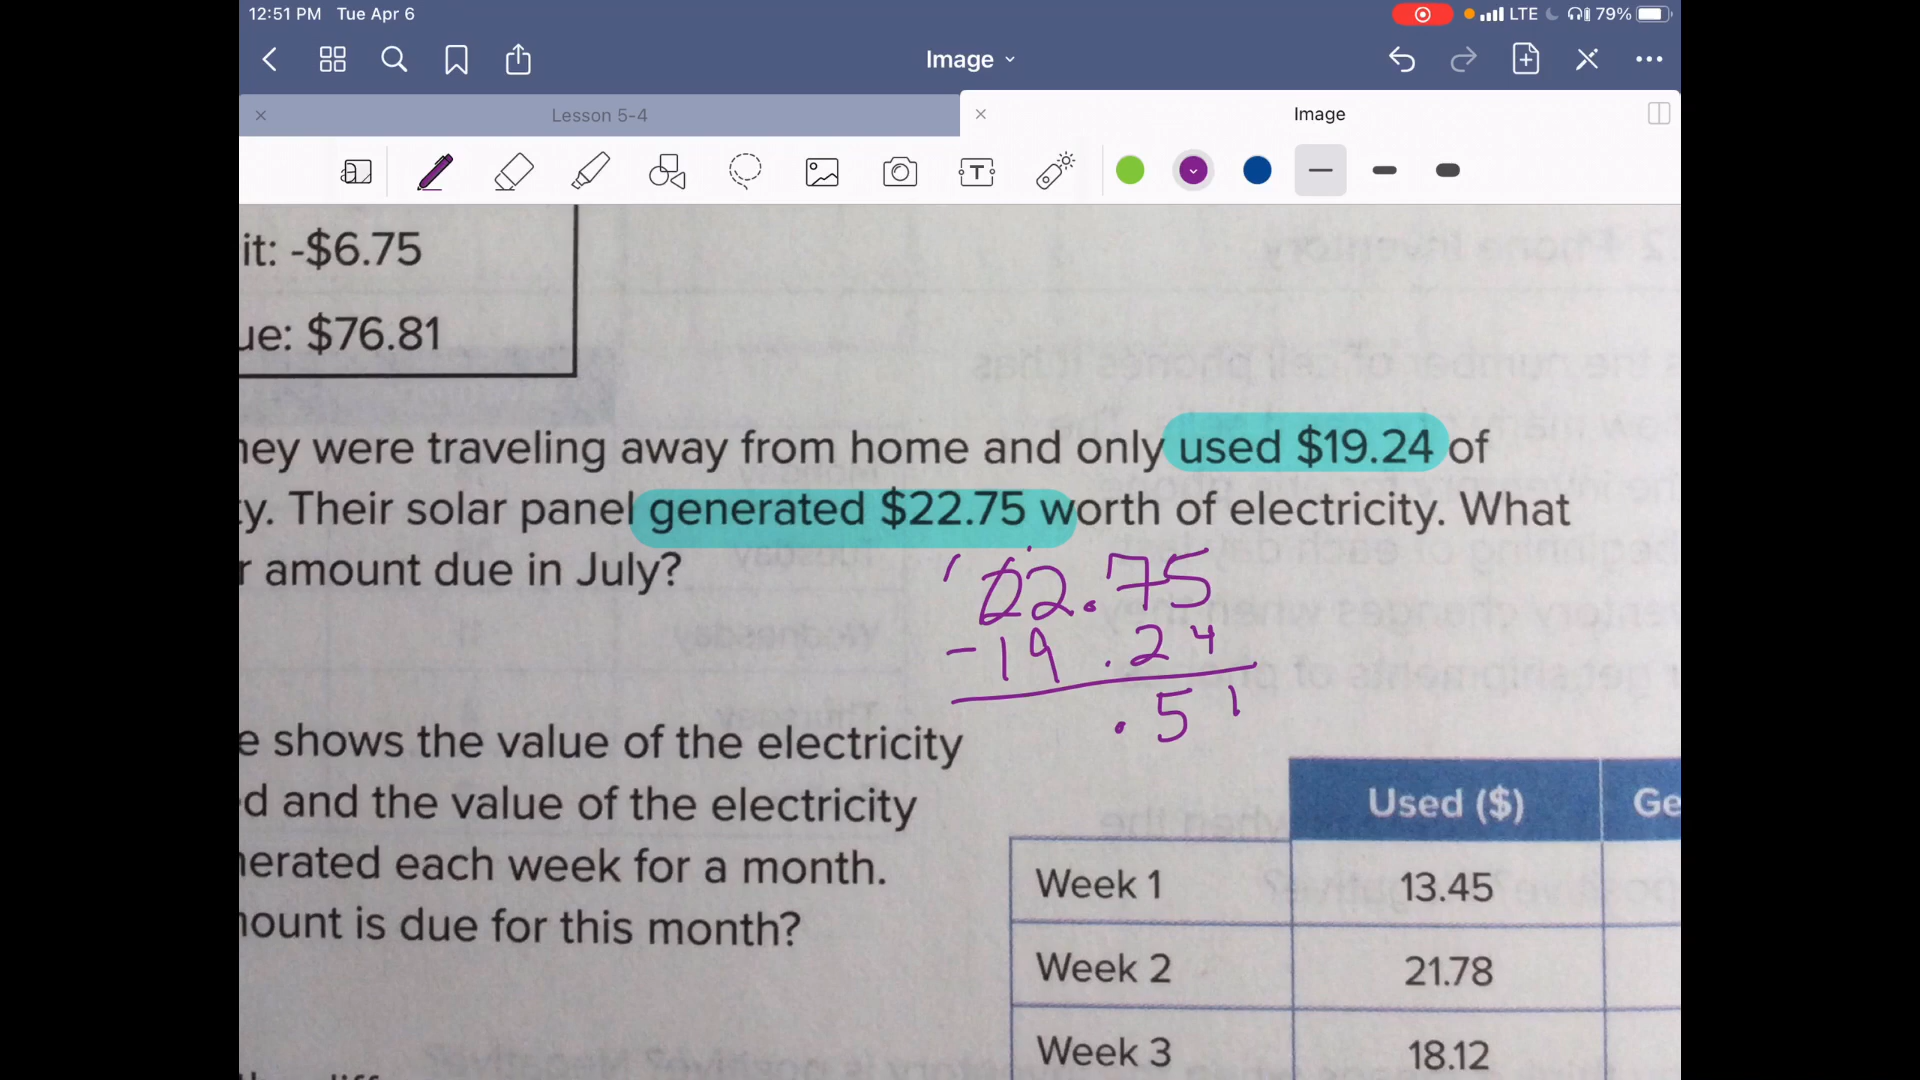 12:51 PM Tue Apr 6
LTE 79%
Image
Lesson 5-4
Image
T
it: -$6.75
ue: $76.81
hey were traveling away from home and only used $19.24 of
ty. Their solar panel generated $22.75 worth of electricity. What
r amount due in July?
22.75
- 19.24
.51
e shows the value of the electricity
d and the value of the electricity
nerated each week for a month.
mount is due for this month?
Used ($) Ge
Week 1 13.45
Week 2 21.78
Week 3 18.12